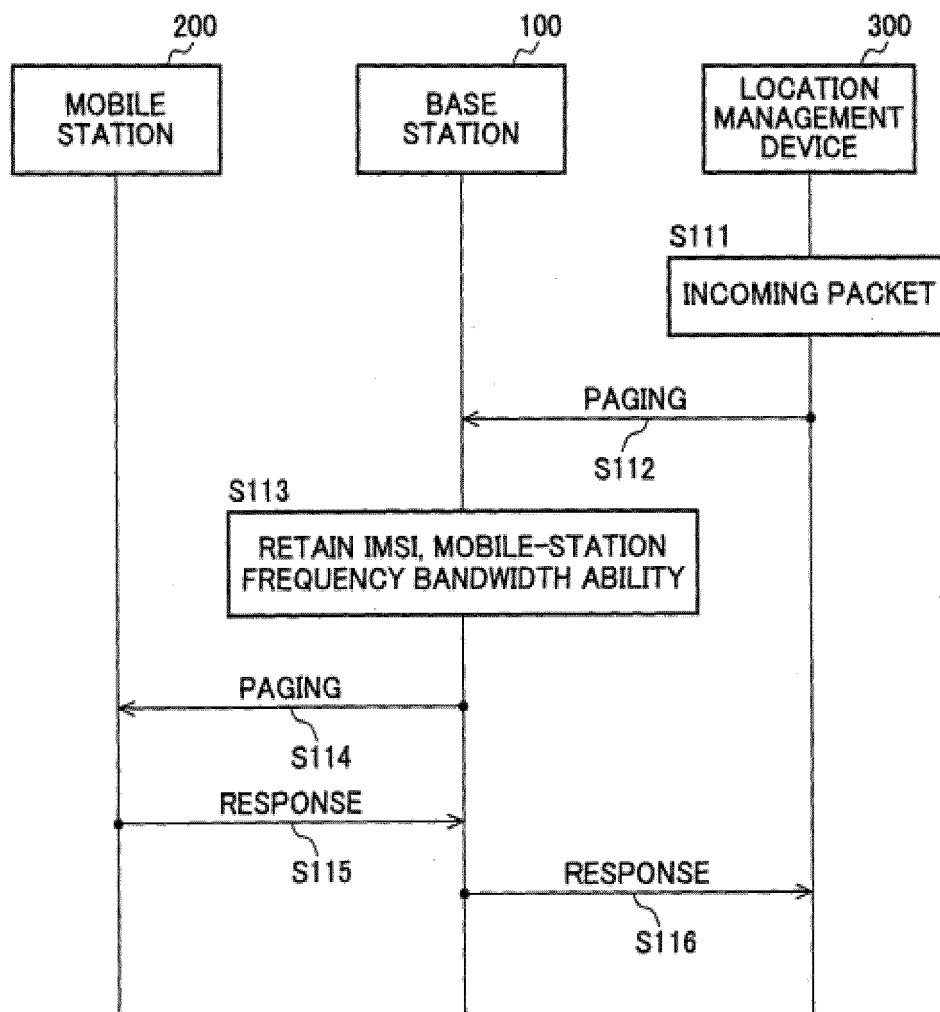 200
100
300
MOBILE
STATION
BASE
STATION
LOCATION
MANAGEMENT
DEVICE
S111
INCOMING PACKET
PAGING
S112
S113
RETAIN IMSI, MOBILE-STATION
FREQUENCY BANDWIDTH ABILITY
PAGING
S114
RESPONSE
S115
RESPONSE
S116